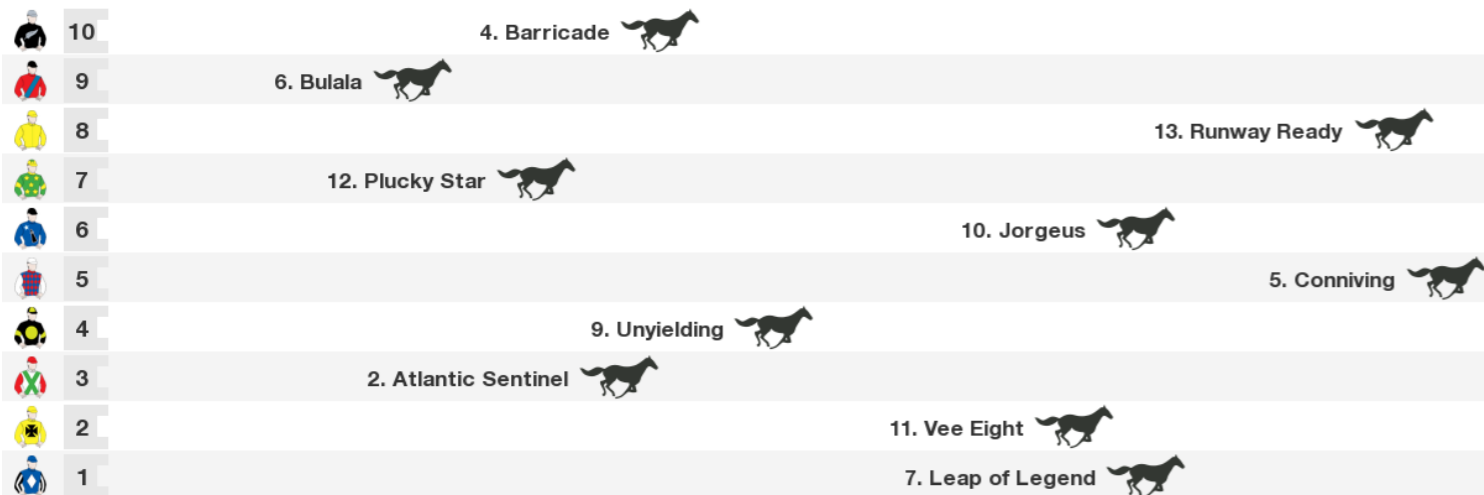 10 4. Barricade
9 6. Bulala
8 13. Runway Ready
7 12. Plucky Star
6 10. Jorgeus
5 5. Conniving
4 9. Unyielding
3 2. Atlantic Sentinel
2 11. Vee Eight
1 7. Leap of Legend